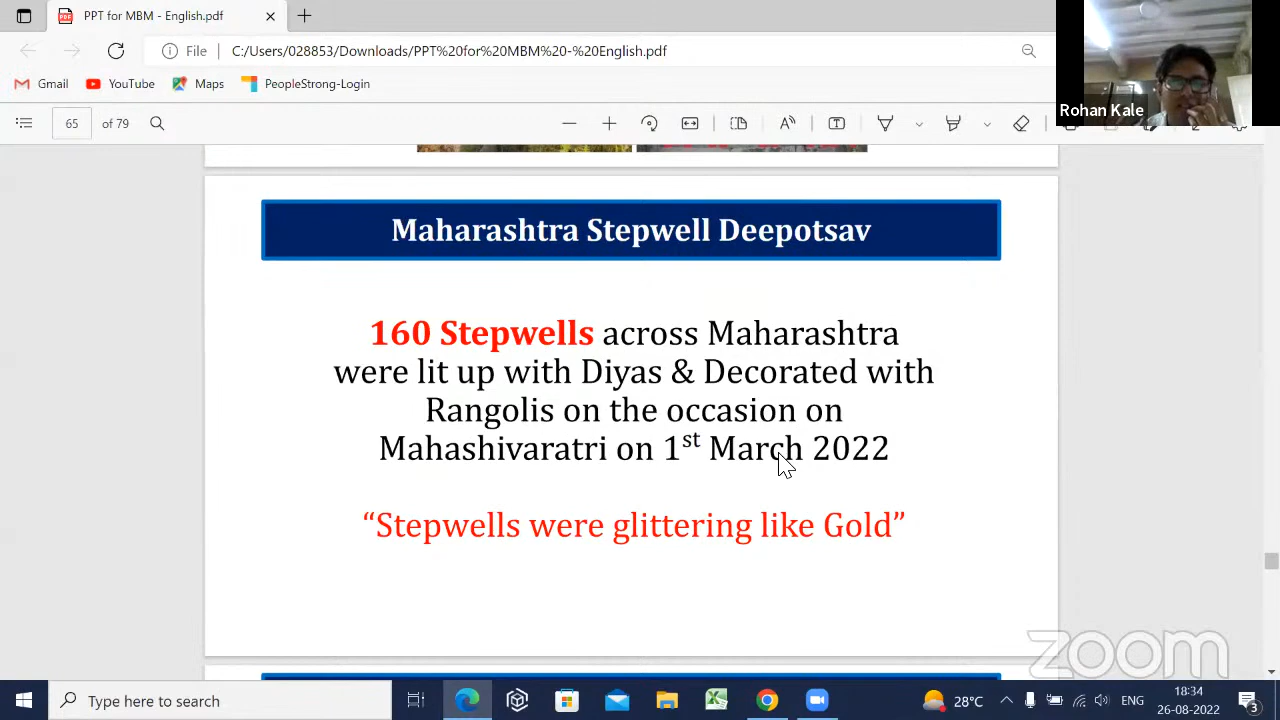 PPT for MBM - English.pdf
File
C:/Users/028853/Downloads/PPT%20for%20MBM%20-%20English.pdf
Gmail
YouTube
Maps
PeopleStrong-Login
Rohan Kale
65 of 79
Maharashtra Stepwell Deepotsav
160 Stepwells across Maharashtra
were lit up with Diyas & Decorated with
Rangolis on the occasion on
Mahashivaratri on 1st March 2022
“Stepwells were glittering like Gold”
zoom
Type here to search
28°C
ENG
18:34
26-08-2022
3